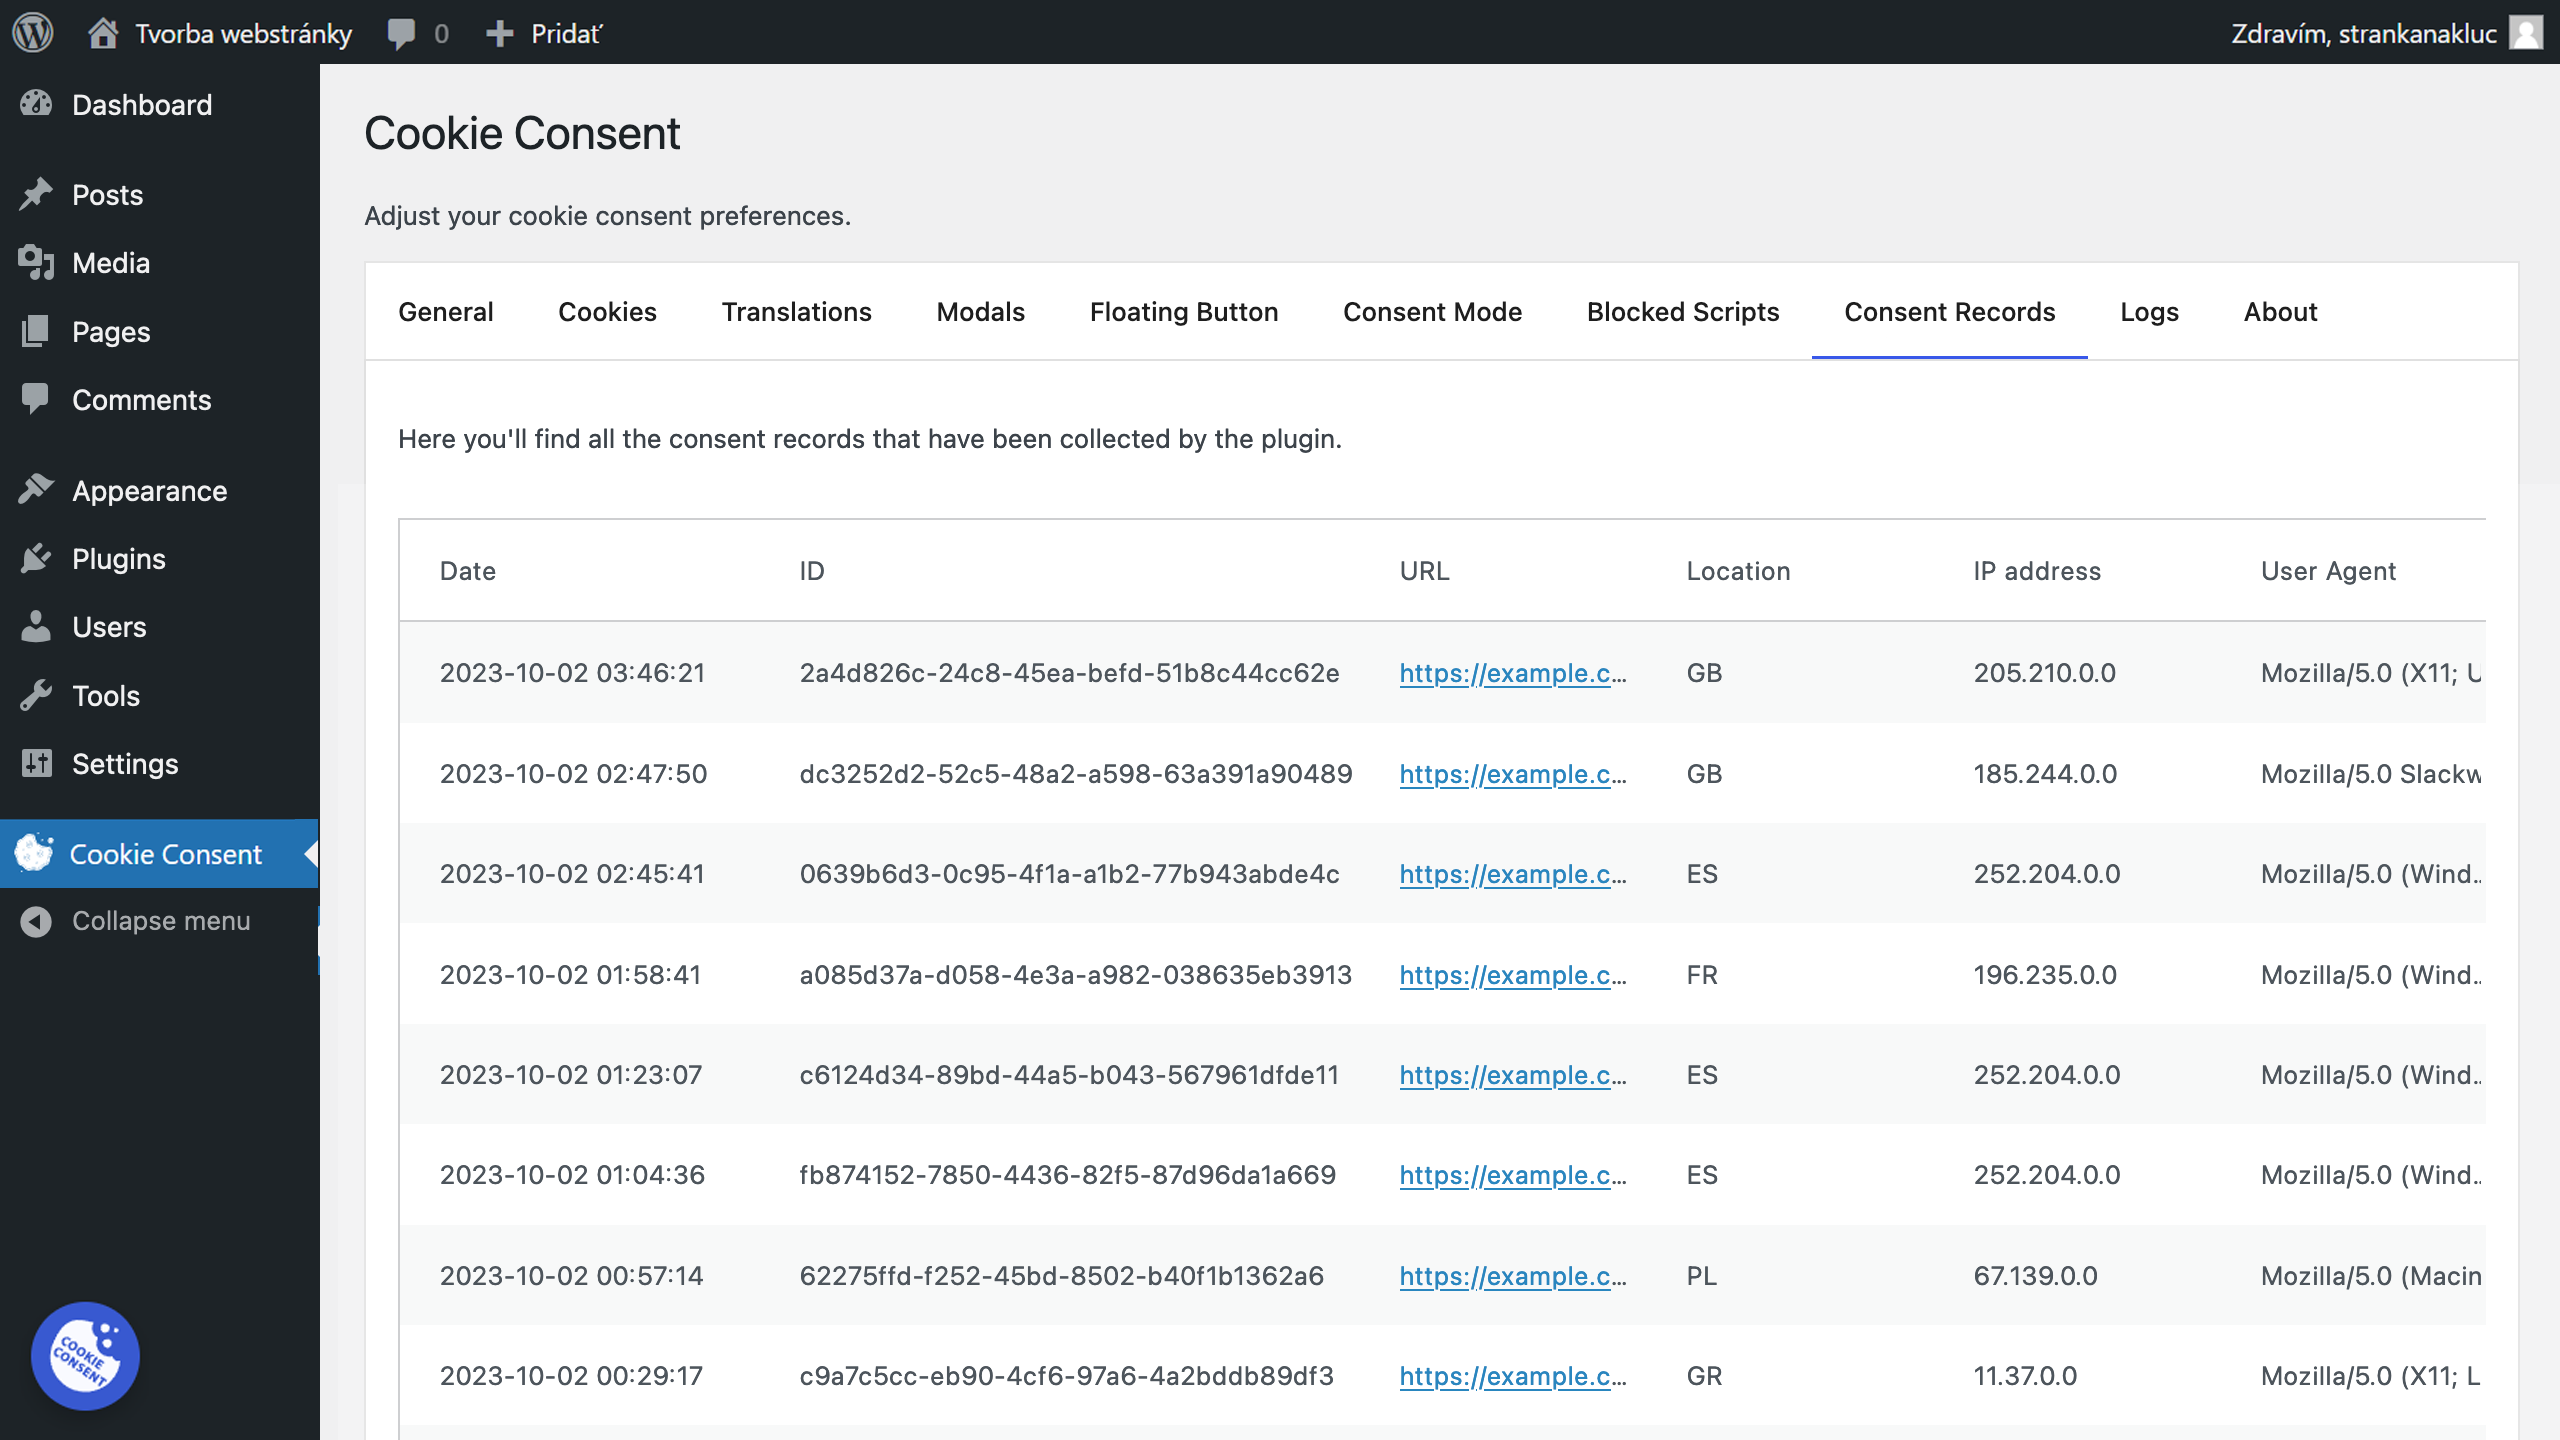 Tvorba webstránky 0 Pridať Zdravím, strankanakluc
Dashboard
Posts
Media
Pages
Comments
Appearance
Plugins
Users
Tools
Settings
Cookie Consent
Collapse menu
COOKIE
CONSENT
Cookie Consent
Adjust your cookie consent preferences.
General Cookies Translations Modals Floating Button Consent Mode Blocked Scripts Consent Records Logs About
Here you'll find all the consent records that have been collected by the plugin.
Date ID URL Location IP address User Agent
2023-10-02 03:46:21 2a4d826c-24c8-45ea-befd-51b8c44cc62e https://example.c... GB 205.210.0.0 Mozilla/5.0 (X11; U
2023-10-02 02:47:50 dc3252d2-52c5-48a2-a598-63a391a90489 https://example.c... GB 185.244.0.0 Mozilla/5.0 Slackw
2023-10-02 02:45:41 0639b6d3-0c95-4f1a-a1b2-77b943abde4c https://example.c... ES 252.204.0.0 Mozilla/5.0 (Wind..
2023-10-02 01:58:41 a085d37a-d058-4e3a-a982-038635eb3913 https://example.c... FR 196.235.0.0 Mozilla/5.0 (Wind..
2023-10-02 01:23:07 c6124d34-89bd-44a5-b043-567961dfde11 https://example.c... ES 252.204.0.0 Mozilla/5.0 (Wind..
2023-10-02 01:04:36 fb874152-7850-4436-82f5-87d96da1a669 https://example.c... ES 252.204.0.0 Mozilla/5.0 (Wind..
2023-10-02 00:57:14 62275ffd-f252-45bd-8502-b40f1b1362a6 https://example.c... PL 67.139.0.0 Mozilla/5.0 (Macin
2023-10-02 00:29:17 c9a7c5cc-eb90-4cf6-97a6-4a2bddb89df3 https://example.c... GR 11.37.0.0 Mozilla/5.0 (X11; L